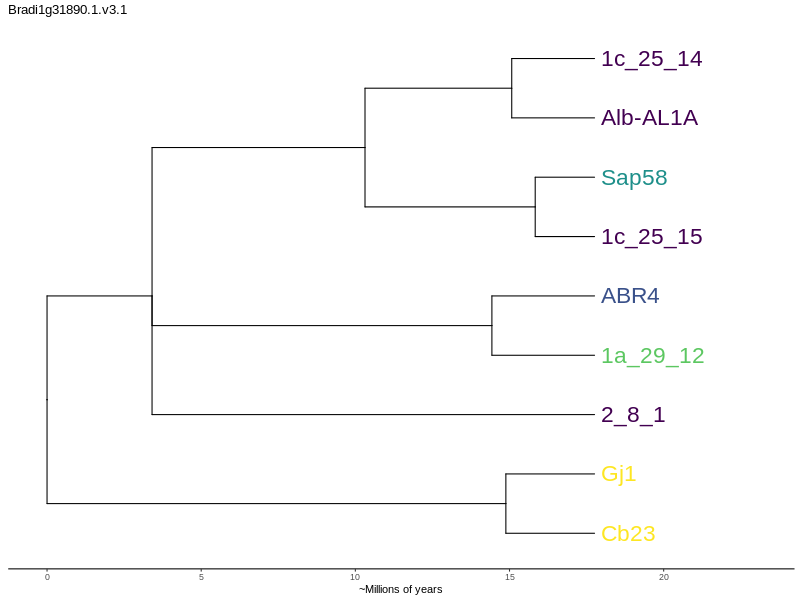 Bradi1g31890.1.v3.1
1c_25_14
Alb-AL1A
Sap58
1c_25_15
ABR4
1a_29_12
2_8_1
Gj1
Cb23
0 5 10 15 20
~Millions of years